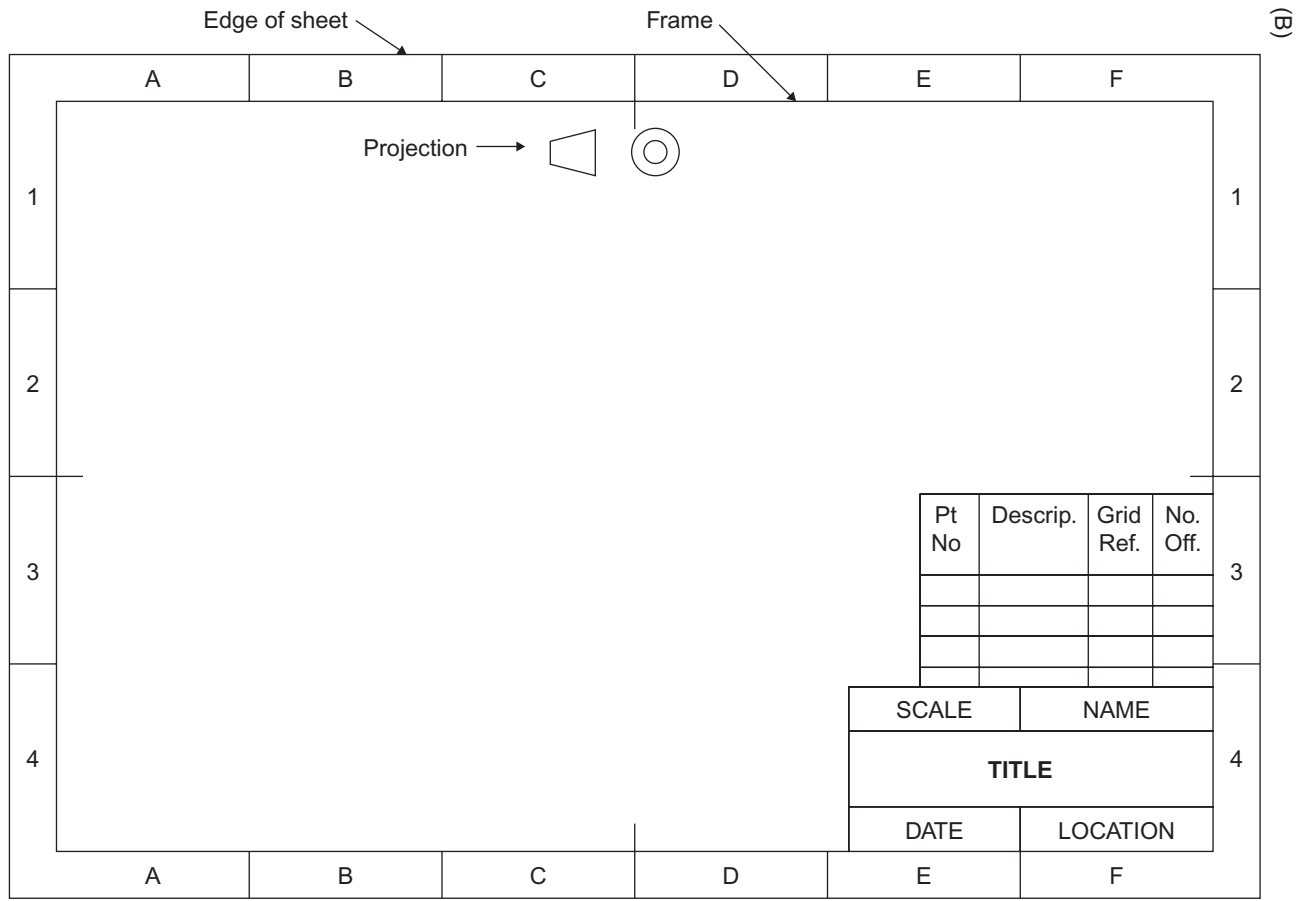 Edge of sheet
Frame
(B)
A B C D E F
Projection
1 1
2 2
Pt No Descrip. Grid Ref. No. Off.
3 3
SCALE NAME
4 TITLE 4
DATE LOCATION
A B C D E F